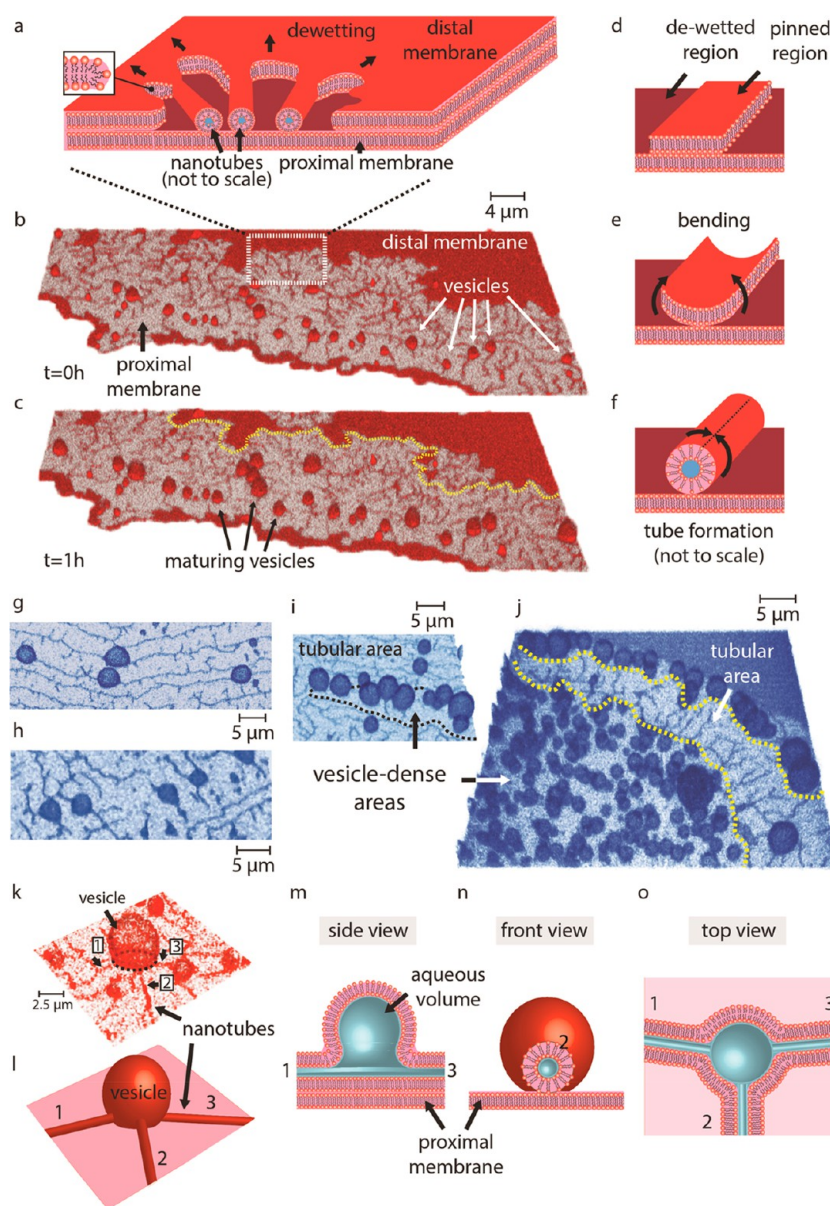 a
dewetting
distal
membrane
nanotubes
(not to scale)
proximal membrane
d
de-wetted
region
pinned
region
b
4 μm
distal membrane
vesicles
proximal
membrane
t=0h
e
bending
c
maturing vesicles
t=1h
f
tube formation
(not to scale)
g
5 μm
h
5 μm
i
5 μm
tubular area
j
5 μm
tubular
area
vesicle-dense
areas
k
vesicle
1
3
2
2.5 μm
nanotubes
l
vesicle
1
3
2
m
side view
aqueous
volume
1
3
n
front view
2
proximal
membrane
o
top view
1
3
2